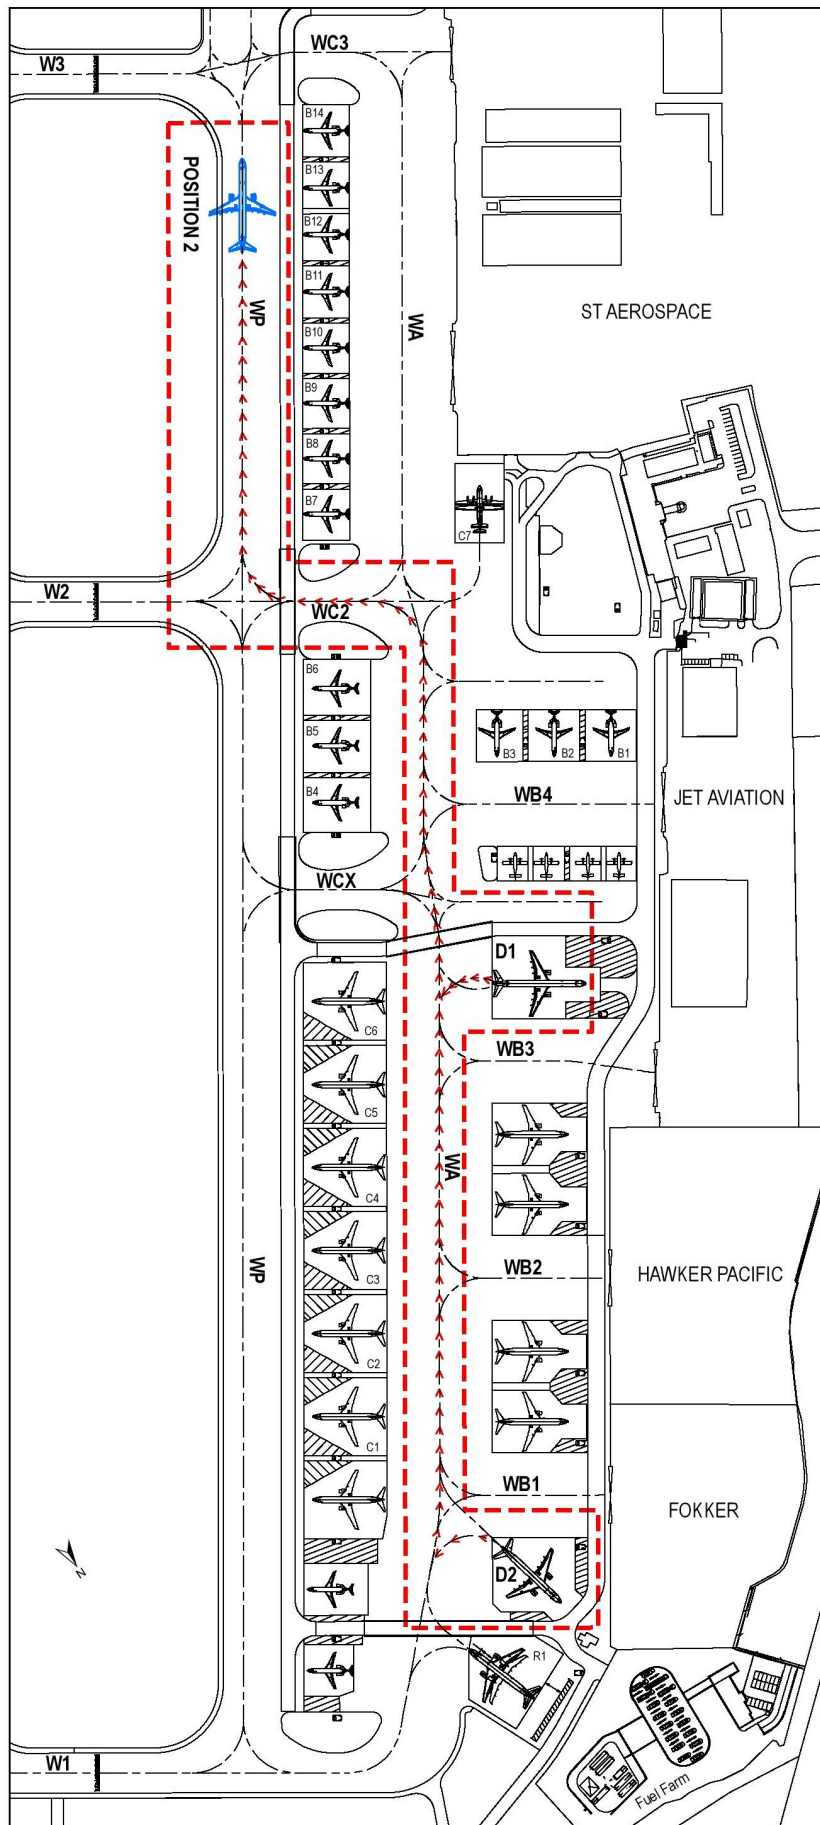 WC3
W3
B14
B13
POSITION 2
B12
B11
WP
ST AEROSPACE
WA
B10
B9
B8
B7
C7
W2
WC2
B6
B5
B3
B2
B1
B4
WB4
JET AVIATION
WCX
D1
C6
WB3
C5
WA
C4
WP
C3
WB2
HAWKER PACIFIC
C2
C1
WB1
FOKKER
N
D2
R1
W1
Fuel Farm